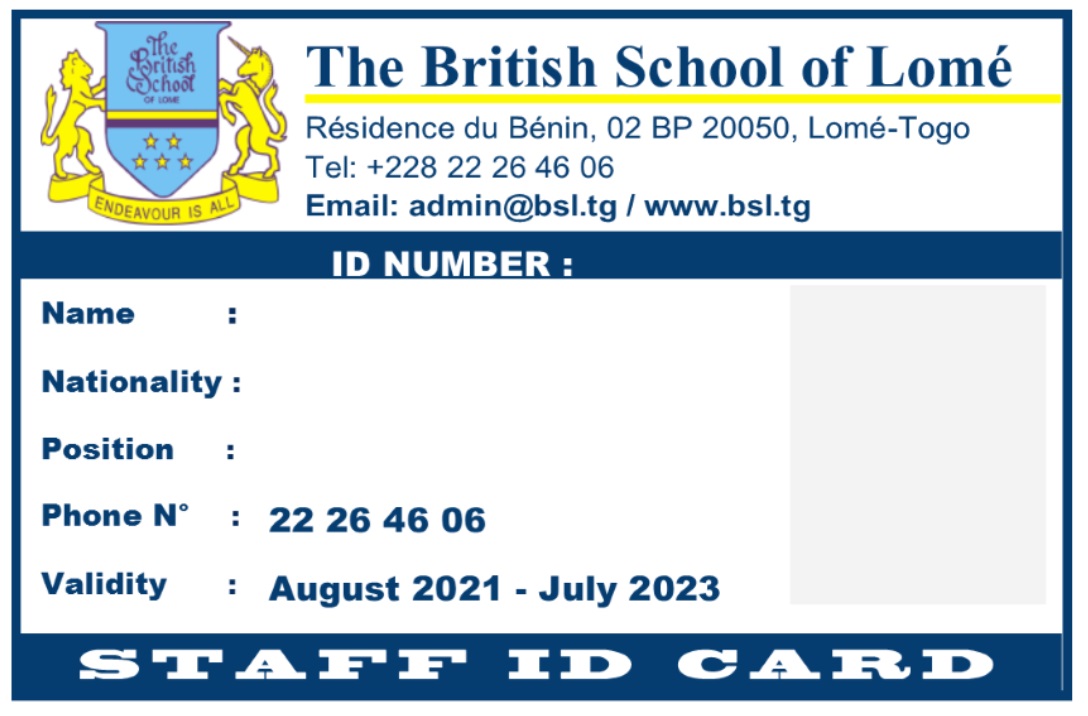 The
British
School
OF LOME
ENDEAVOUR IS ALL
The British School of Lomé
Résidence du Bénin, 02 BP 20050, Lomé-Togo
Tel: +228 22 26 46 06
Email: admin@bsl.tg / www.bsl.tg
ID NUMBER :
Name :
Nationality :
Position :
Phone N° : 22 26 46 06
Validity : August 2021 - July 2023
STAFF ID CARD